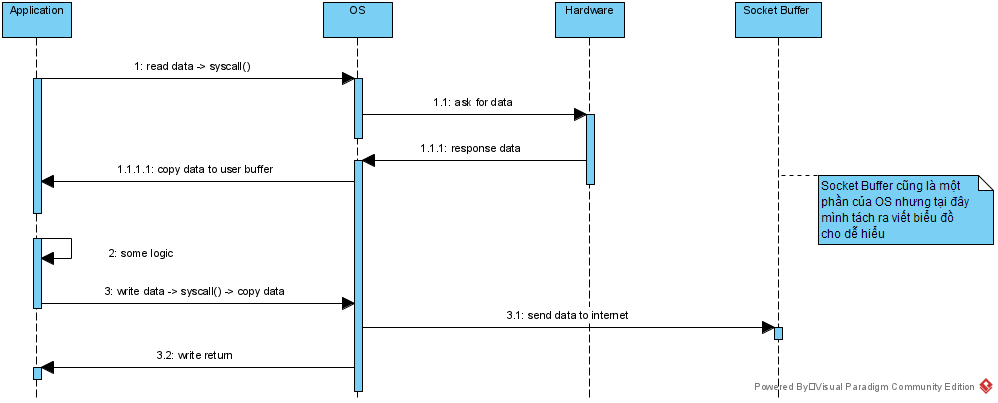 Application
OS
Hardware
Socket Buffer
1: read data -> syscall()
1.1: ask for data
1.1.1: response data
1.1.1.1: copy data to user buffer
Socket Buffer cũng là một
phần của OS nhưng tại đây
mình tách ra viết biểu đồ
cho dễ hiểu
2: some logic
3: write data -> syscall() -> copy data
3.1: send data to internet
3.2: write return
Powered By Visual Paradigm Community Edition